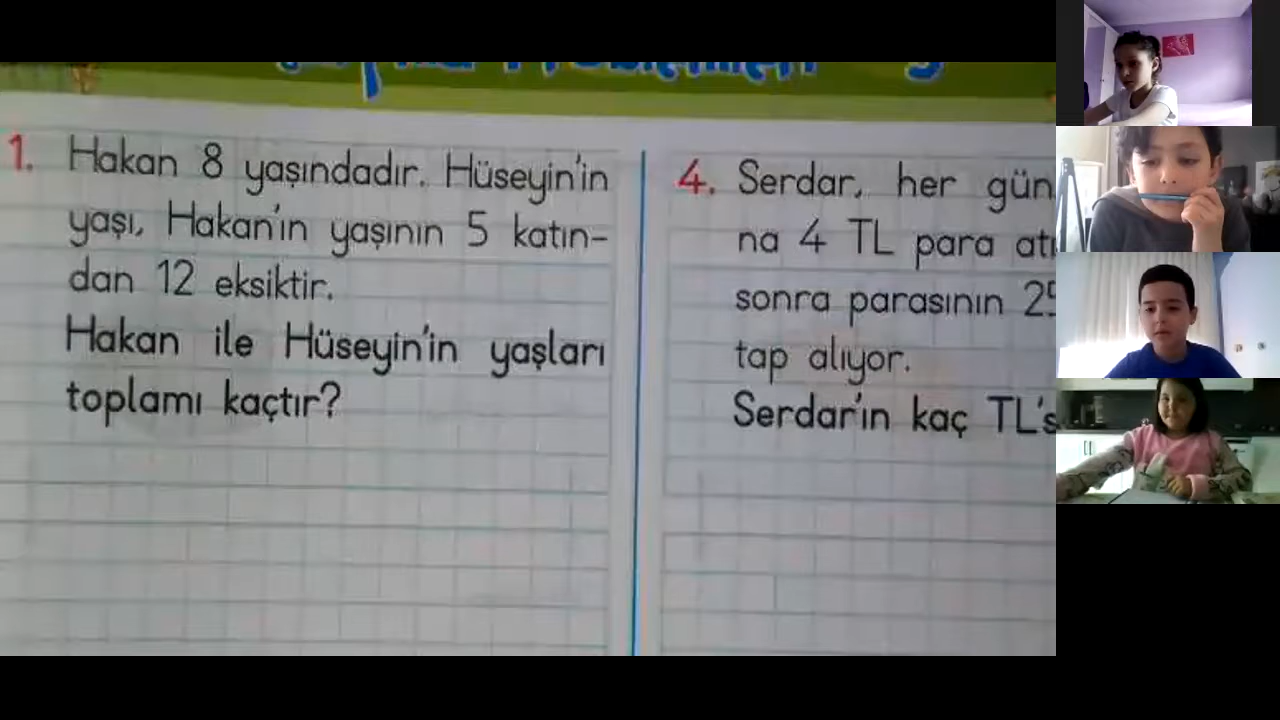 1. Hakan 8 yaşındadır. Hüseyin'in
yaşı, Hakan'ın yaşının 5 katın-
dan 12 eksiktir.
Hakan ile Hüseyin'in yaşları
toplamı kaçtır?
4. Serdar, her gün
na 4 TL para
sonra parasının
tap alıyor.
Serdar'ın kaç